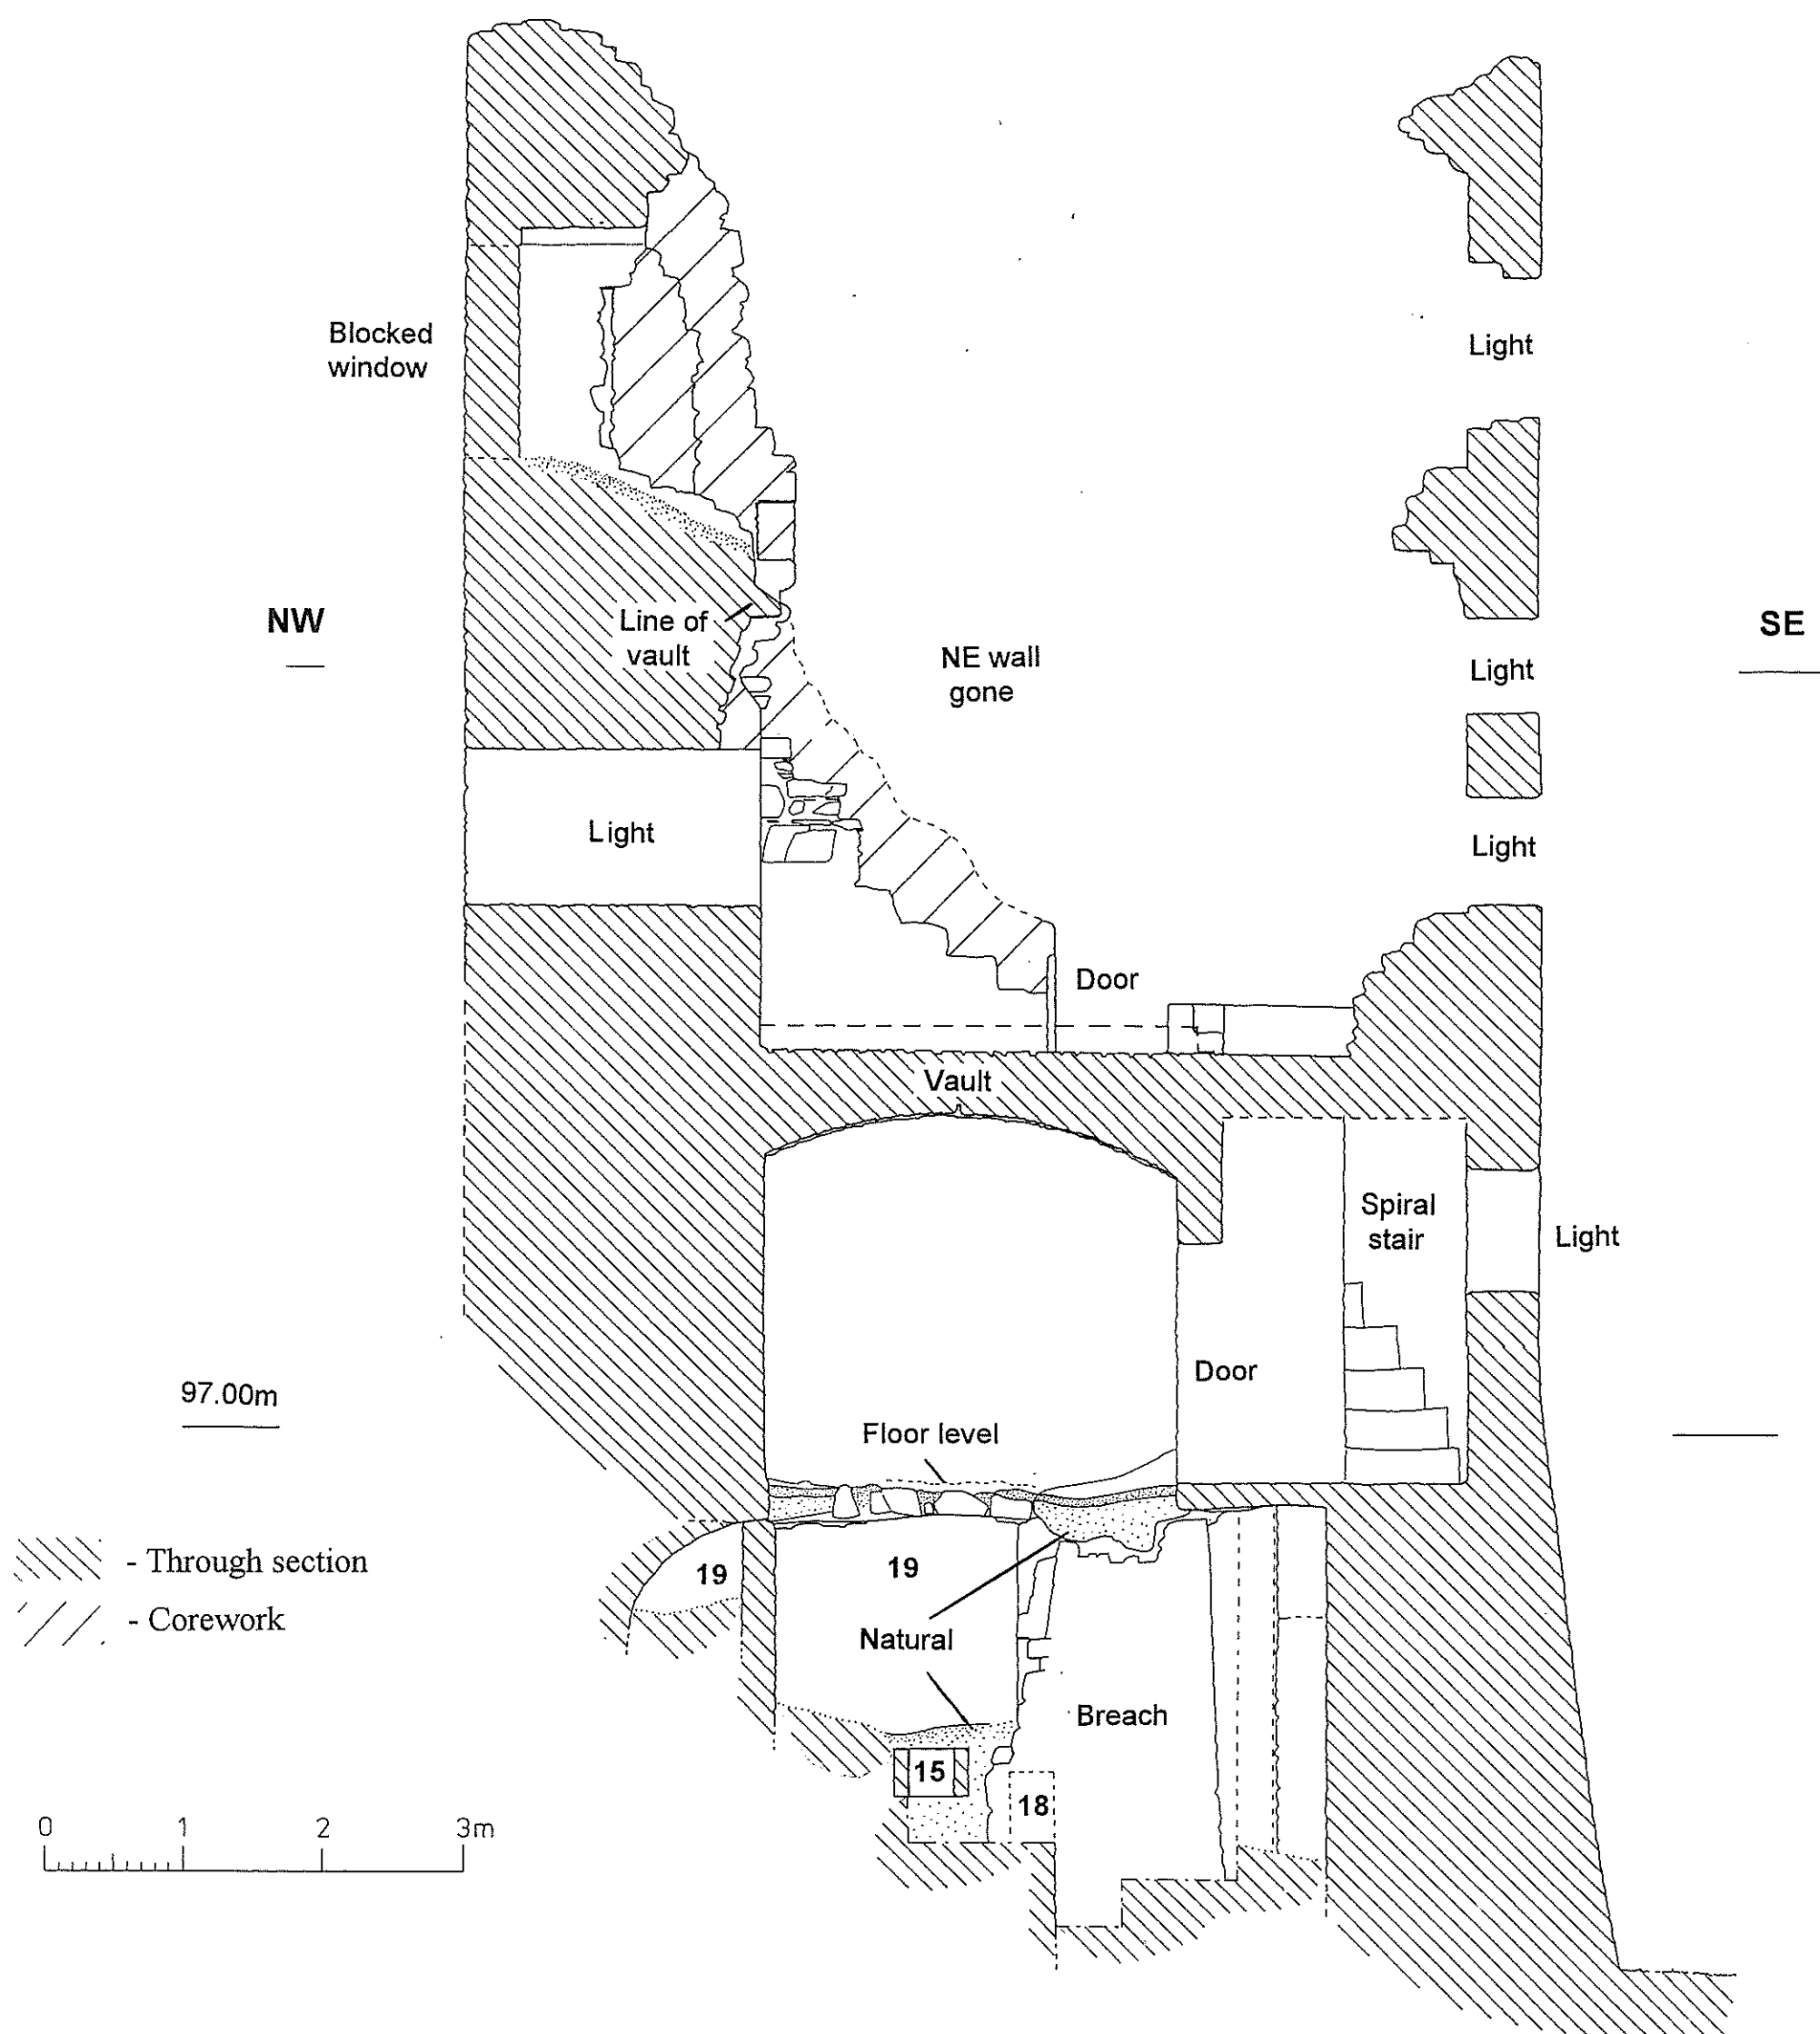 Blocked
window
Light
NW
Line of
vault
NE wall
gone
Light
SE
Light
Light
Door
Vault
Spiral
stair
Light
Door
97.00m
Floor level
- Through section
- Corework
19
19
Natural
Breach
15
18
0 1 2 3m